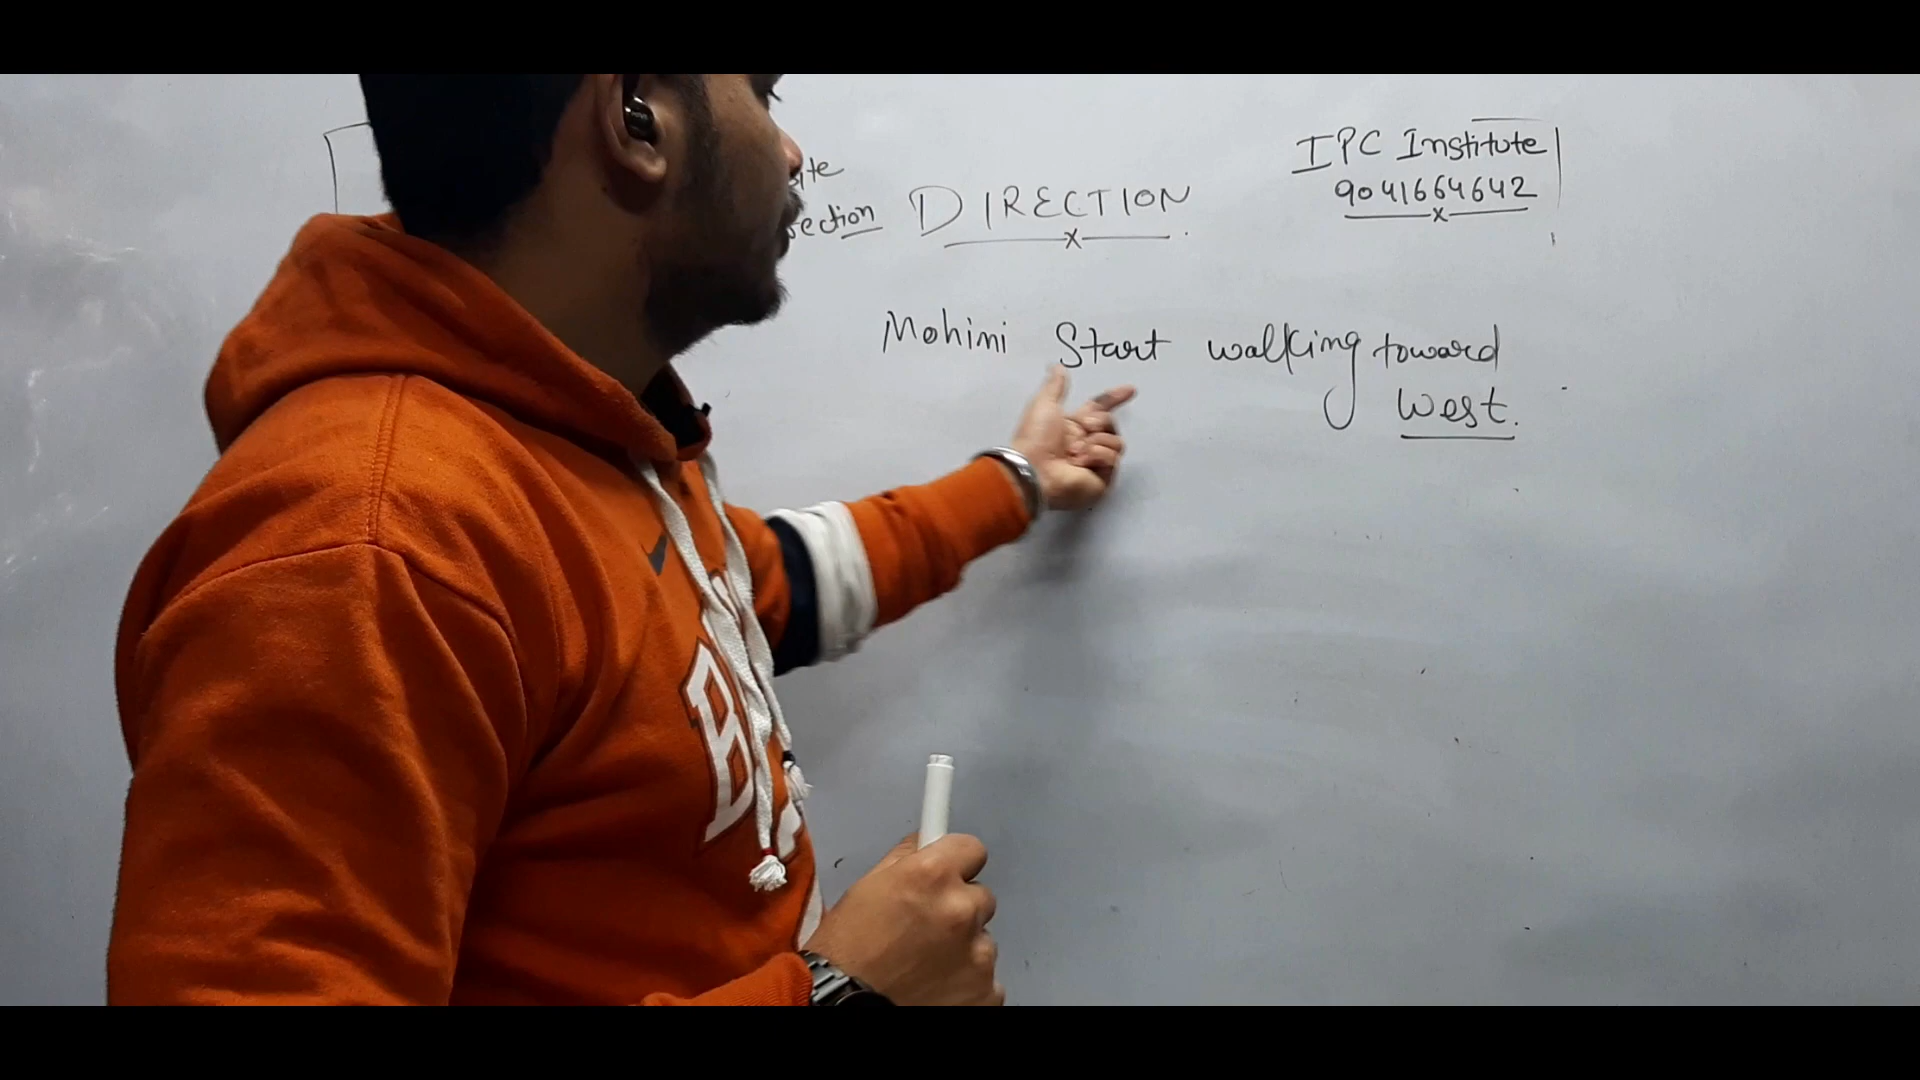 IPC Institute
9041664642
DIRECTION
Mohini Start walking toward
West.